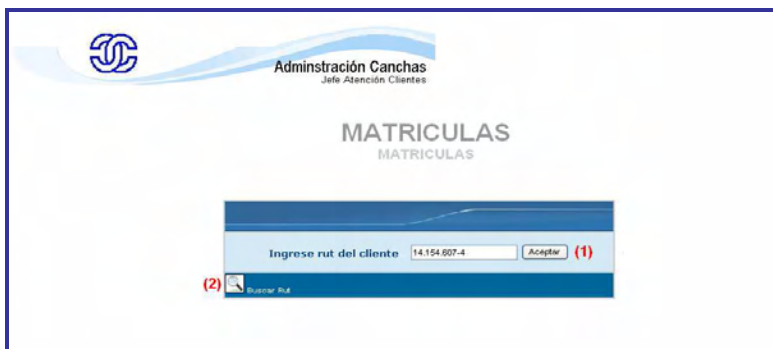 Adminstración Canchas
Jefe Atención Clientes
MATRICULAS
MATRICULAS
Ingrese rut del cliente 14.154.607-4 Aceptar (1)
(2) Buscar Rut